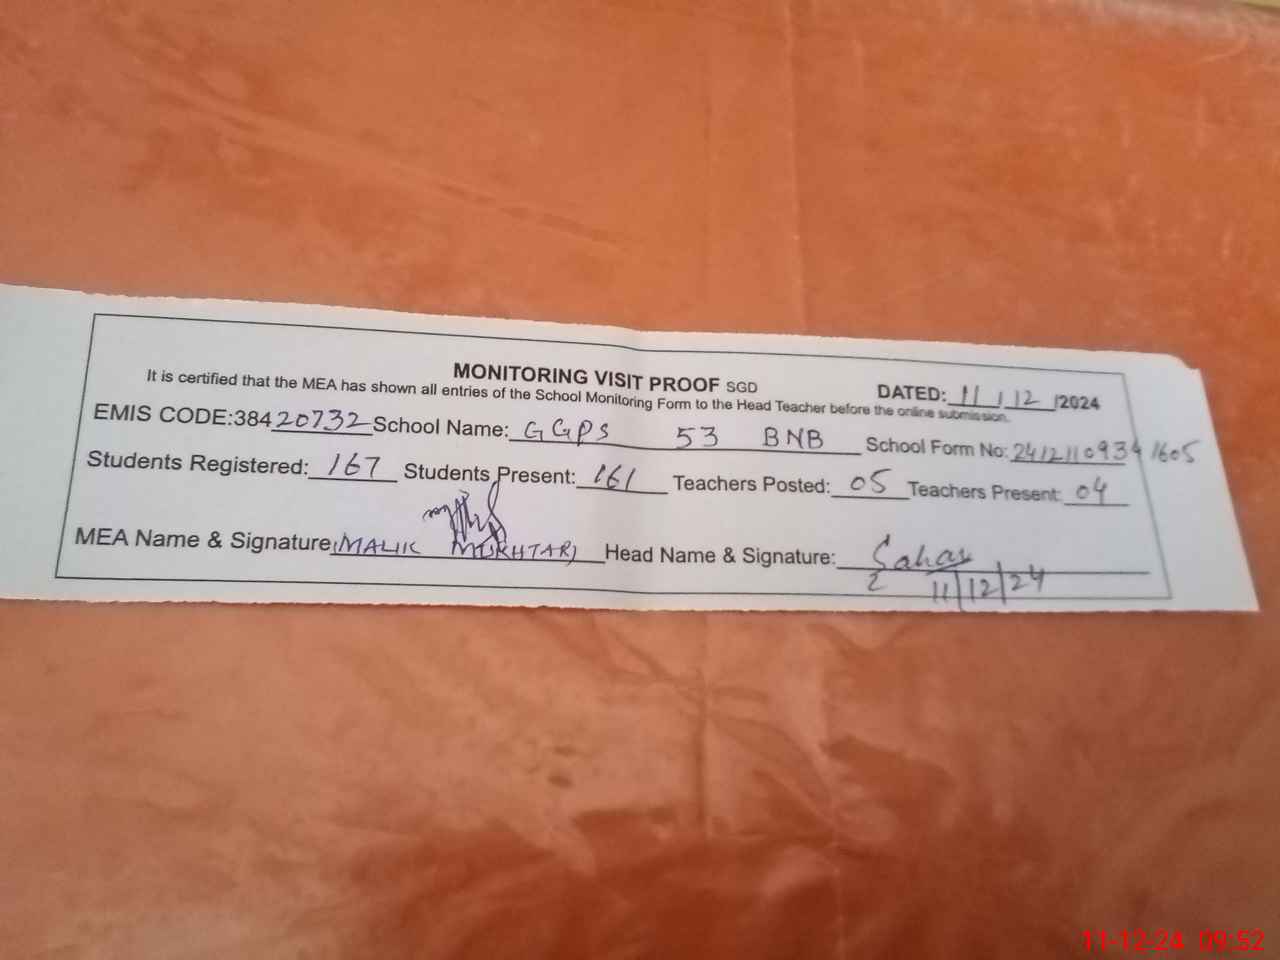 MONITORING VISIT PROOF SGD DATED: 11 / 12 /2024
It is certified that the MEA has shown all entries of the School Monitoring Form to the Head Teacher before the online submission.
EMIS CODE:38420732 School Name: GGPS 53 BNB School Form No: 24121109341605
Students Registered: 167 Students Present: 161 Teachers Posted: 05 Teachers Present: 04
MEA Name & Signature (MALIK MUKHTAR) Head Name & Signature: Sahar
11/12/24
11-12-24 09:52